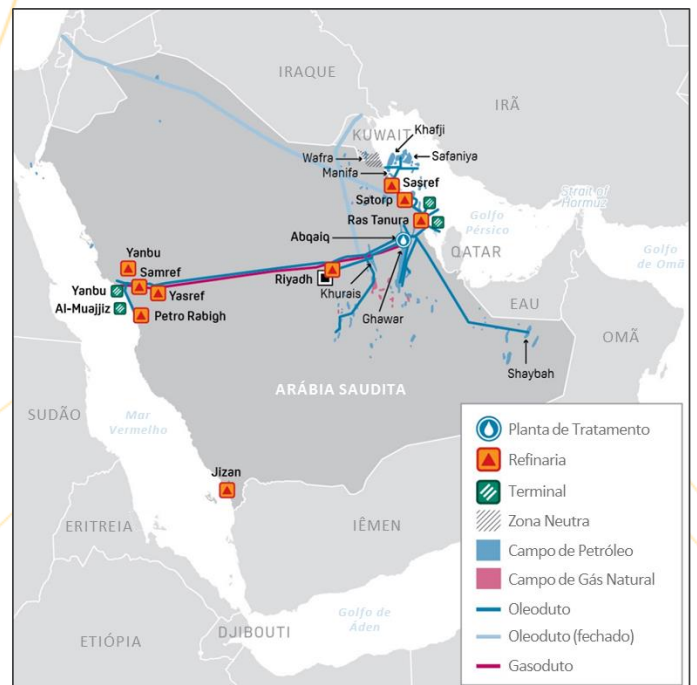 IRAQUE
IRÃ
KUWAIT
Khafji
Wafra
Safaniya
Manifa
Sasref
Satorp
Ras Tanura
Strait of
Hormuz
Golfo
Pérsico
Abqaiq
QATAR
Golfo
de Omã
Yanbu
Samref
Yanbu
Yasref
Riyadh
Khurais
Al-Muajjiz
Petro Rabigh
Ghawar
EAU
OMÃ
Shaybah
ARÁBIA SAUDITA
SUDÃO
Mar
Vermelho
Jizan
ERITREIA
IÊMEN
Golfo de
Áden
DJIBOUTI
ETIÓPIA
Planta de Tratamento
Refinaria
Terminal
Zona Neutra
Campo de Petróleo
Campo de Gás Natural
Oleoduto
Oleoduto (fechado)
Gasoduto